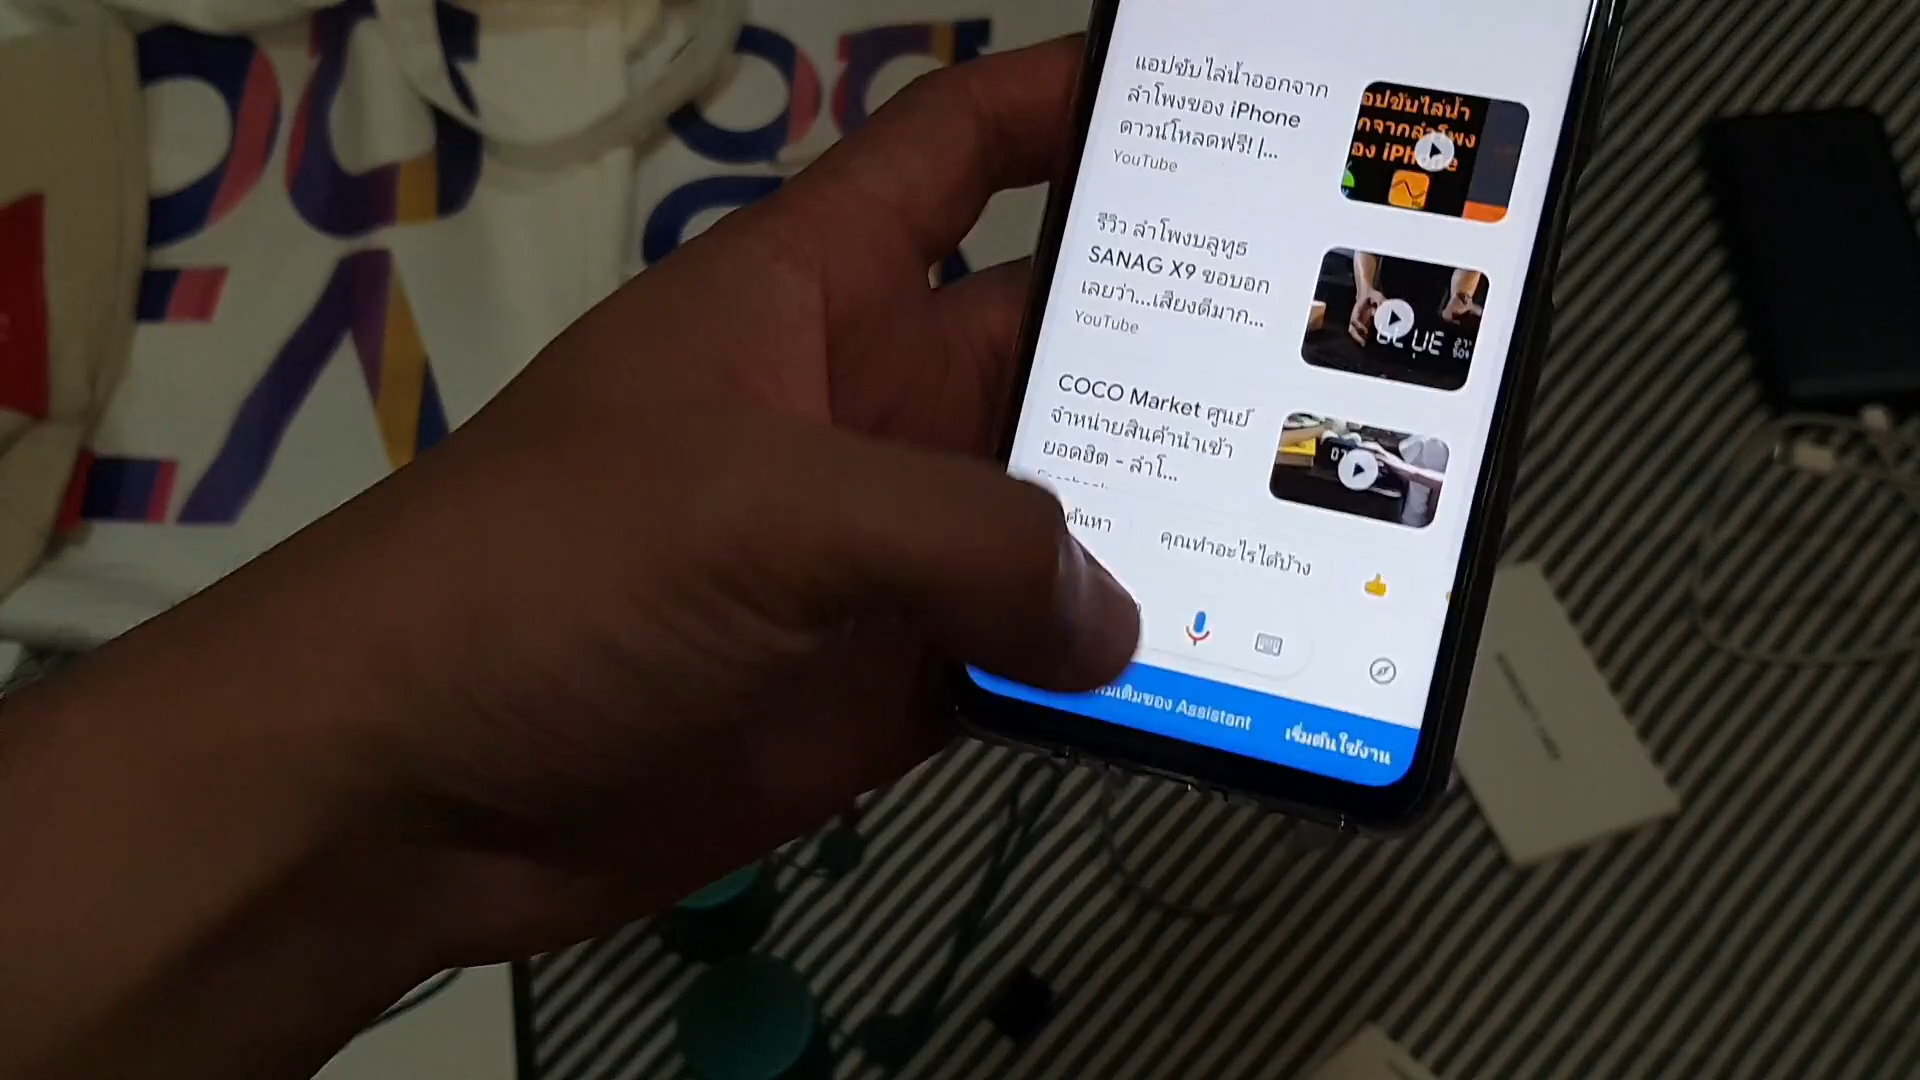 แอปขับไล่น้ำออกจาก
ลำโพงของ iPhone
ดาวน์โหลดฟรี! |...
YouTube
อปขับไล่น้ำ
กจากลำโพง
อง iPhone
รีวิว ลำโพงบลูทูธ
SANAG X9 ขอบอก
เลยว่า...เสียงดีมาก...
YouTube
COCO Market ศูนย์
จำหน่ายสินค้านำเข้า
ยอดฮิต - ลำโ...
ค้นหา
คุณทำอะไรได้บ้าง
เติมของ Assistant
เริ่มต้นใช้งาน